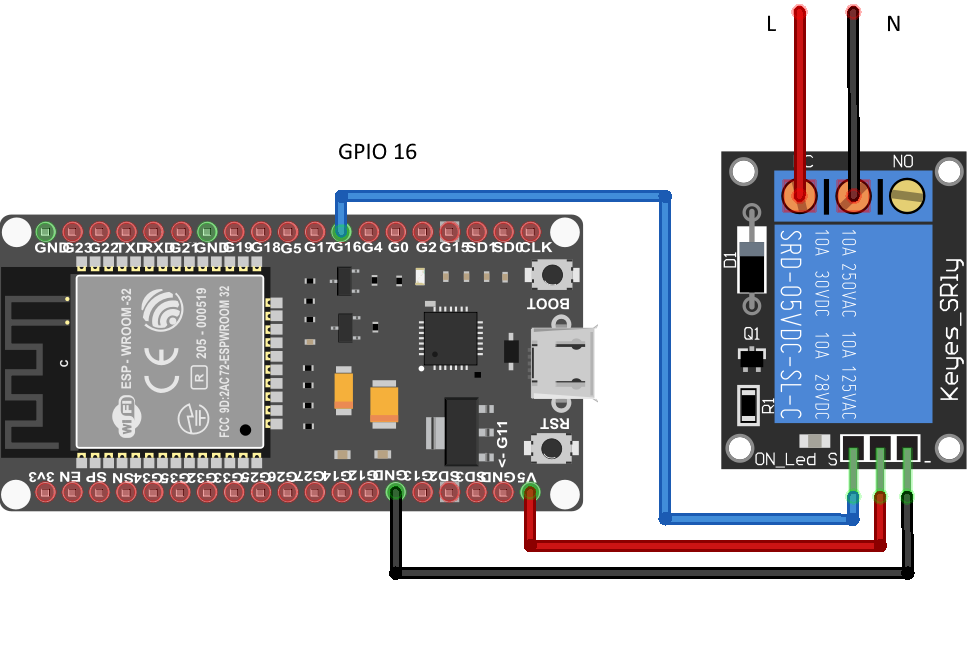 L N
GPIO 16
C NO
GND G23 G22 TXD RXD G21 GND G19 G18 G5 G17 G16 G4 G0 G2 G15 SD1 SD0 CLK
BOOT
C
WiFi
ESP - WROOM-32
CE
R
205 - 000519
FCC 9D:2AC72-ESPWROOM 32
RST
<- G11
3V3 EN SP SN G34 G35 G32 G33 G25 G26 G27 G14 G12 GND G13 SD2 SD3 GND V5
D1
Q1
R1
SRD-05VDC-SL-C
10A 30VDC 10A 28VDC
10A 250VAC 10A 125VAC
Keyes_SRly
ON_Led S -